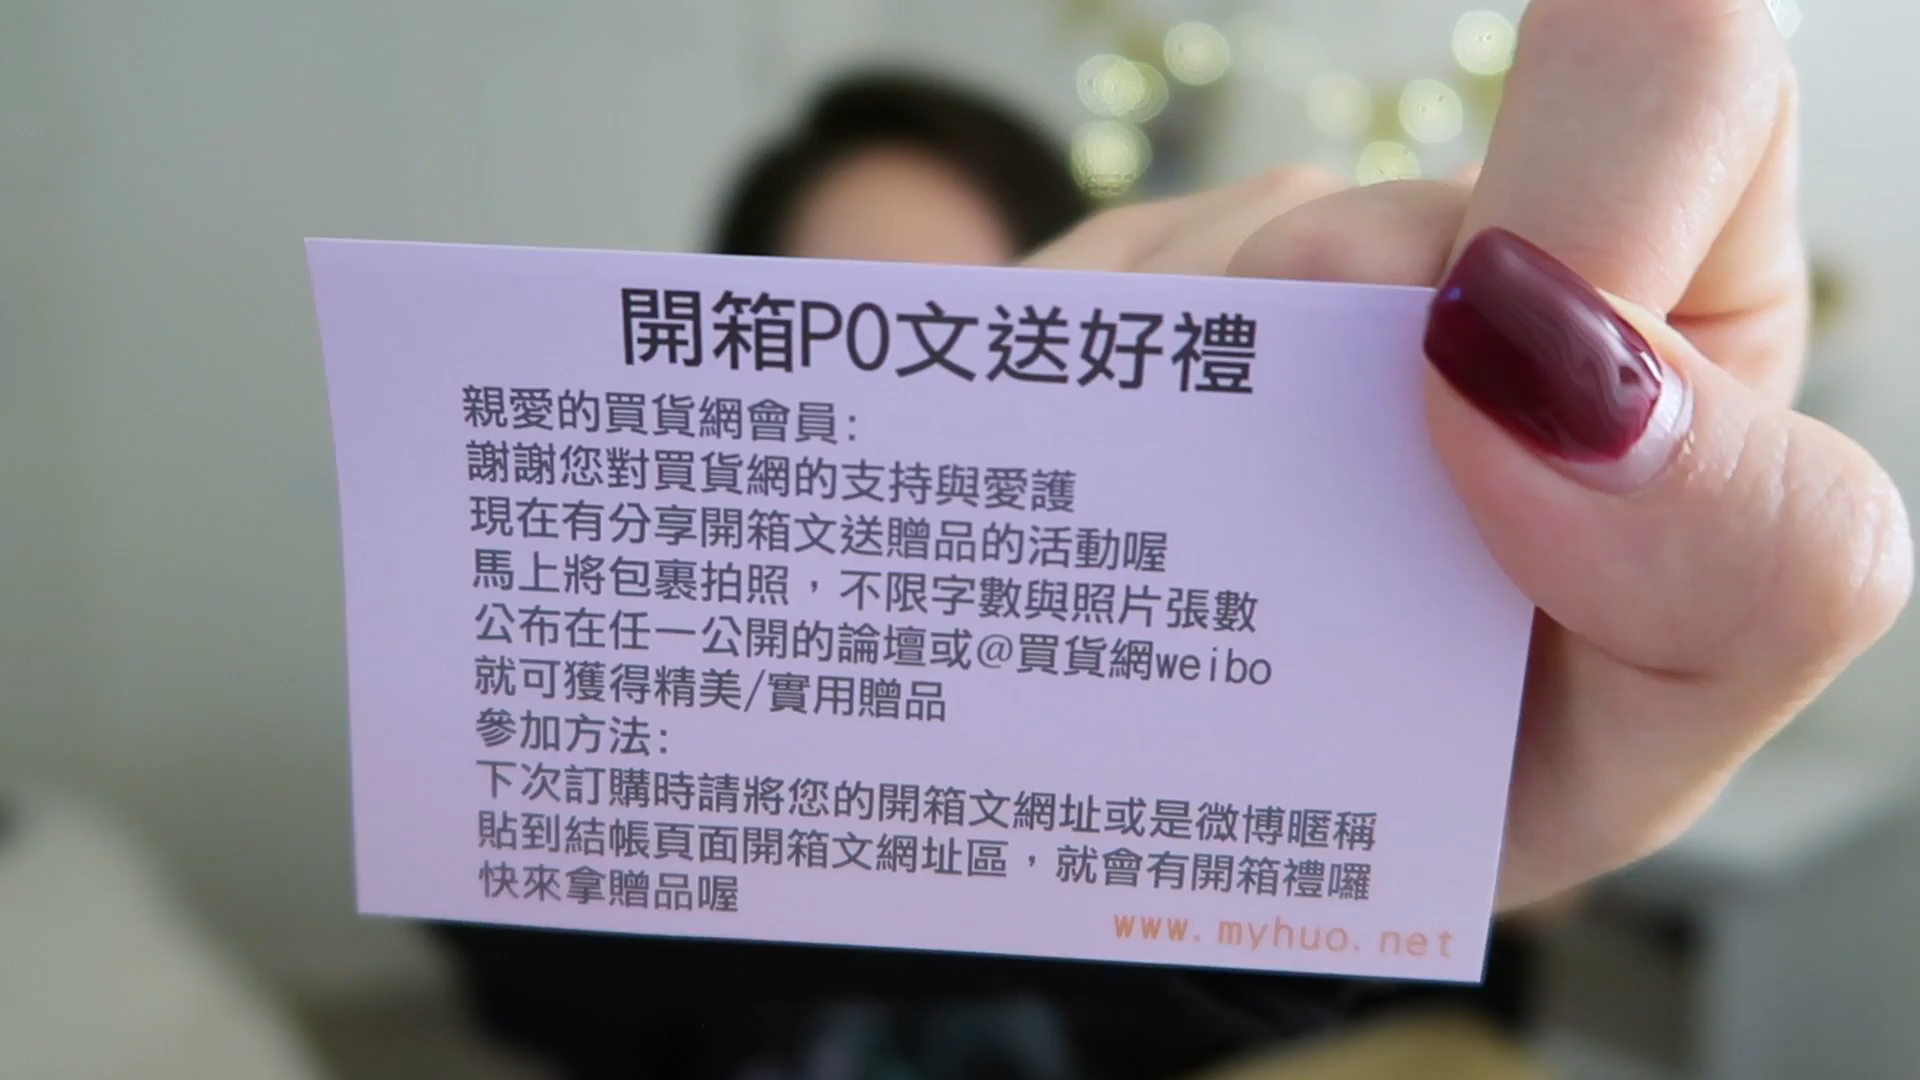 開箱PO文送好禮
親愛的買貨網會員:
謝謝您對買貨網的支持與愛護
現在有分享開箱文送贈品的活動喔
馬上將包裹拍照，不限字數與照片張數
公布在任一公開的論壇或@買貨網weibo
就可獲得精美/實用贈品
參加方法:
下次訂購時請將您的開箱文網址或是微博暱稱
貼到結帳頁面開箱文網址區，就會有開箱禮囉
快來拿贈品喔
www.myhuo.net